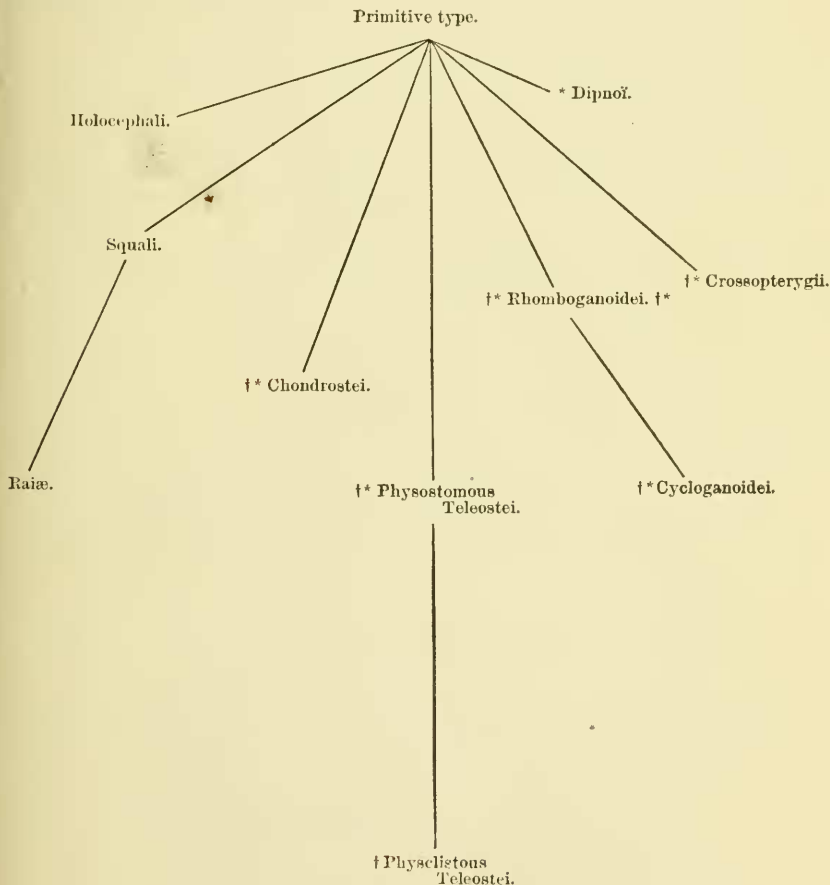 Primitive type.
* Dipnoï.
Holocephali.
Squali.
†* Crossopterygii.
†* Rhomboganoidei. †*
†* Chondrostei.
Raiæ.
†* Physostomous
Teleostei.
†* Cycloganoidei.
† Physclistous
Teleostei.